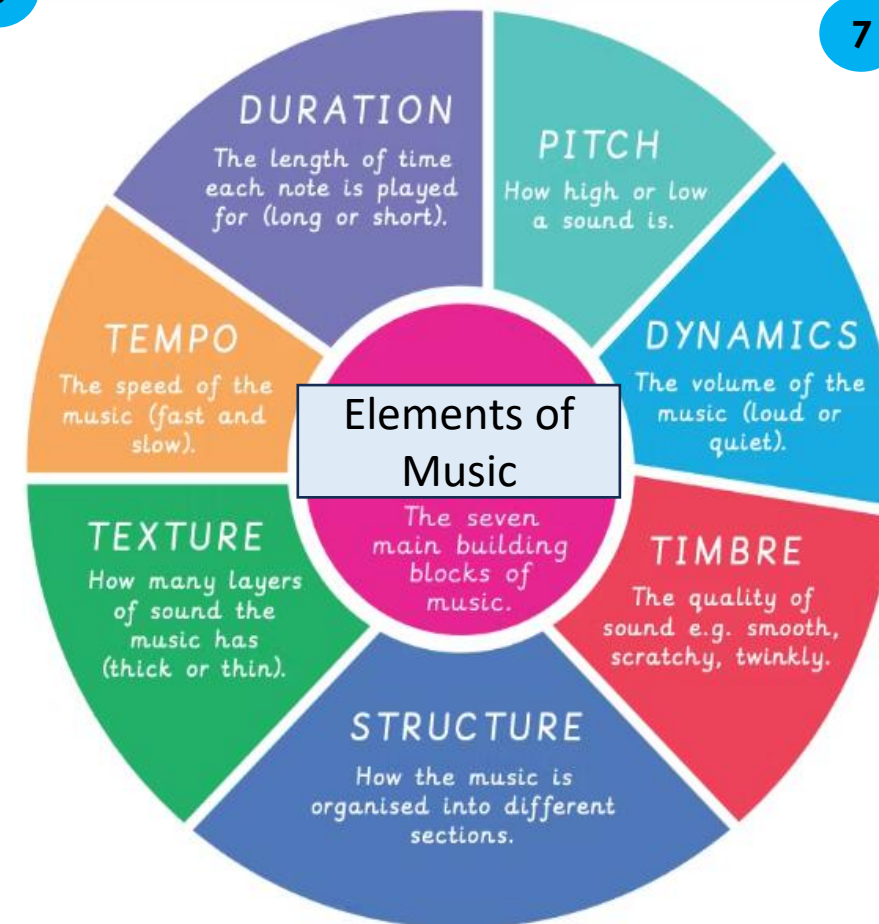 7
DURATION
The length of time
each note is played
for (long or short).
PITCH
How high or low
a sound is.
DYNAMICS
The volume of the
music (loud or
quiet).
TIMBRE
The quality of
sound e.g. smooth,
scratchy, twinkly.
STRUCTURE
How the music is
organised into different
sections.
TEXTURE
How many layers
of sound the
music has
(thick or thin).
TEMPO
The speed of the
music (fast and
slow).
Elements of
Music
The seven
main building
blocks of
music.